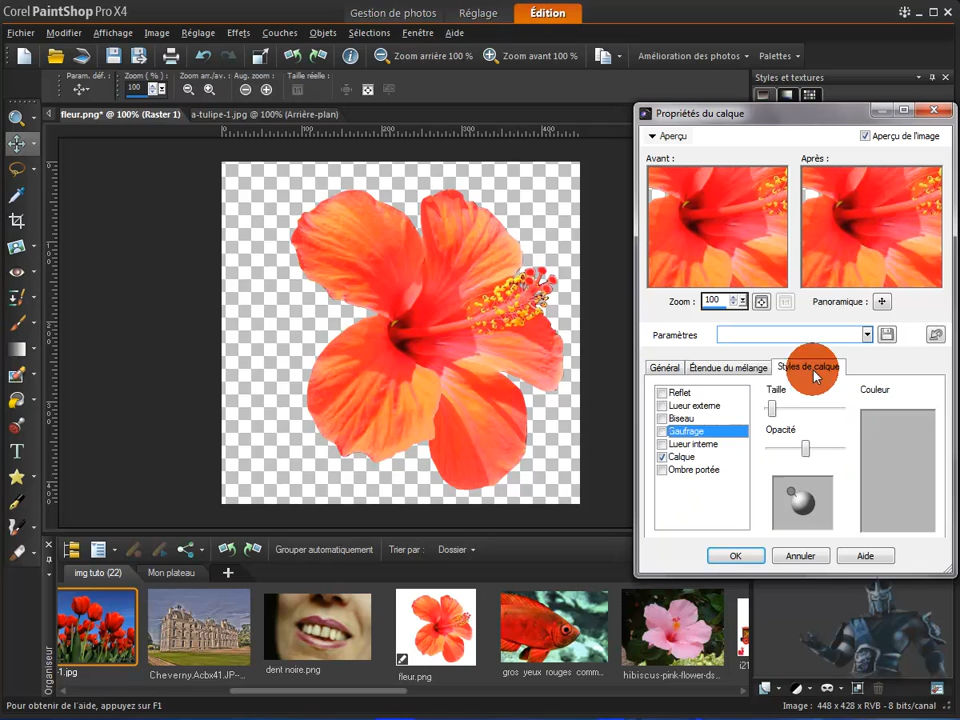 Corel PaintShop Pro X4
Gestion de photos
Réglage
Édition
Fichier Modifier Affichage Image Réglage Effets Couches Objets Sélections Fenêtre Aide
Zoom arrière 100 % Zoom avant 100 % Amélioration des photos Palettes
Param. déf. : Zoom ( % ) : Zoom arr./av. : Aug. zoom : Taille réelle :
100
Styles et textures
fleur.png* @ 100% (Raster 1) a-tulipe-1.jpg @ 100% (Arrière-plan)
Propriétés du calque
Aperçu
Aperçu de l'image
Avant : Après :
Zoom : 100 Panoramique :
Paramètres
Général Étendue du mélange Styles de calque
Reflet
Lueur externe
Biseau
Gaufrage
Lueur interne
Calque
Ombre portée
Taille
Opacité
Couleur
OK Annuler Aide
Grouper automatiquement Trier par : Dossier
img tuto (22) Mon plateau
Organiseur
-1.jpg
Cheverny.Acbx41.JP--
dent noire.png
fleur.png
gros yeux rouges comm...
hibiscus-pink-flower-ds...
Pour obtenir de l'aide, appuyez sur F1
Image : 448 x 428 x RVB - 8 bits/canal